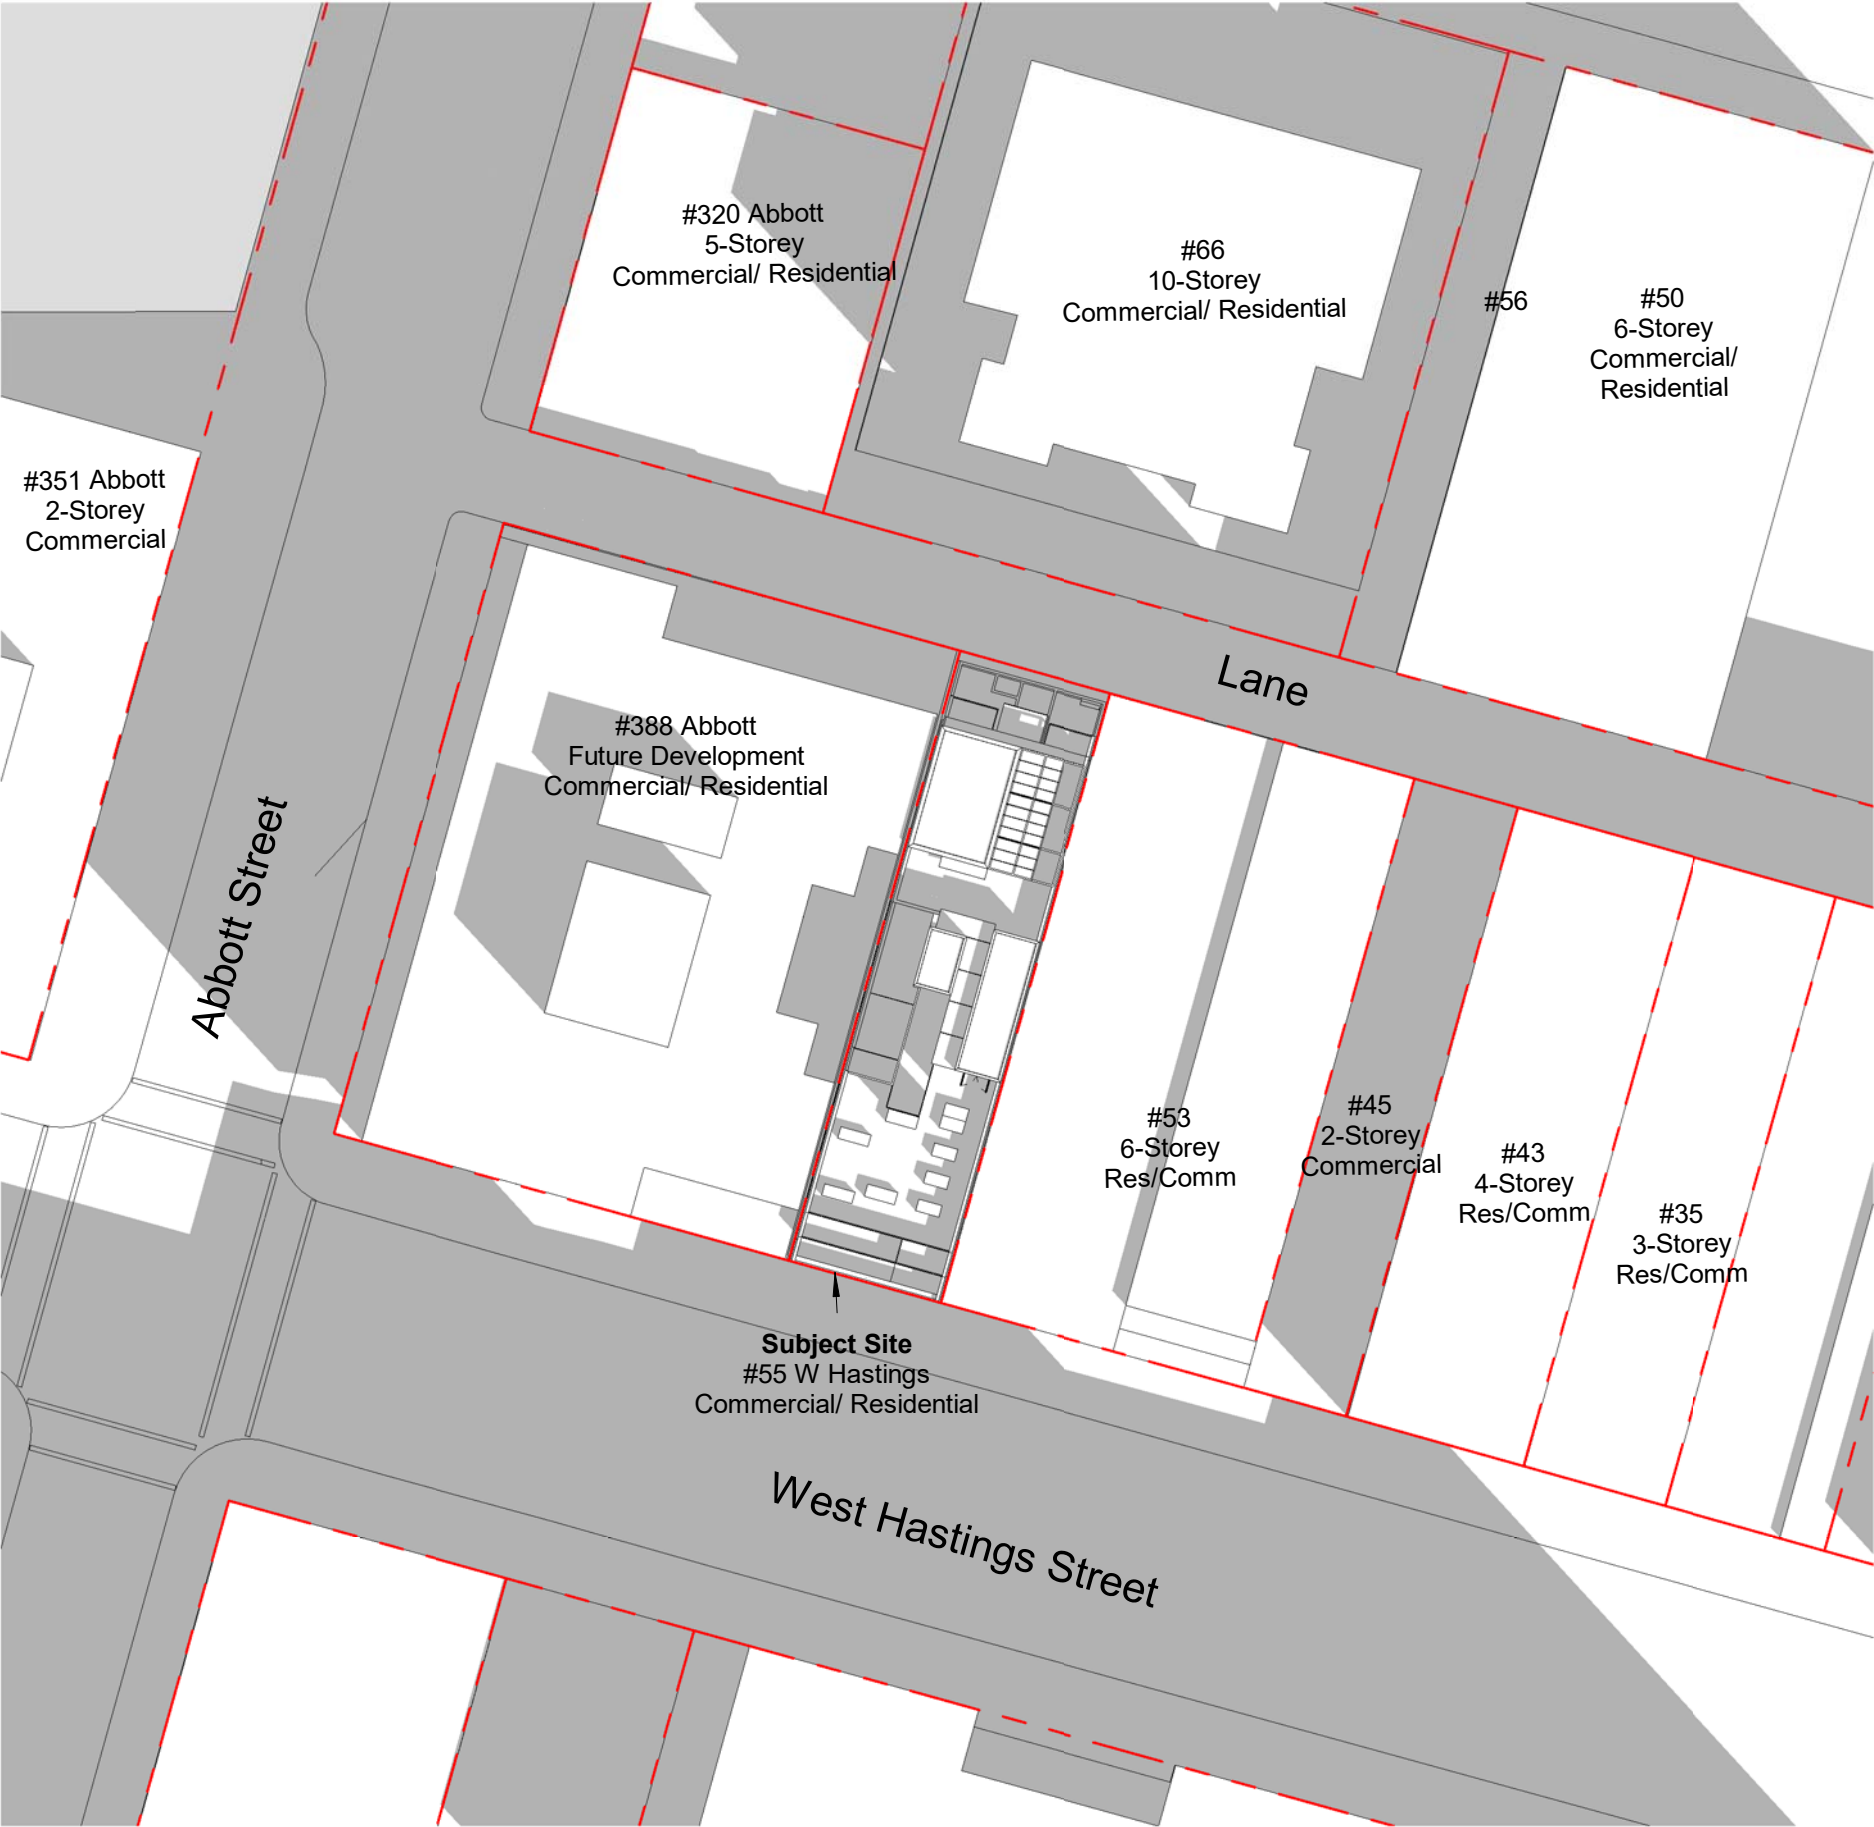 #320 Abbott
5-Storey
Commercial/ Residential
#66
10-Storey
Commercial/ Residential
#56
#50
6-Storey
Commercial/
Residential
#351 Abbott
2-Storey
Commercial
Lane
#388 Abbott
Future Development
Commercial/ Residential
Abbott Street
#53
6-Storey
Res/Comm
#45
2-Storey
Commercial
#43
4-Storey
Res/Comm
#35
3-Storey
Res/Comm
Subject Site
#55 W Hastings
Commercial/ Residential
West Hastings Street